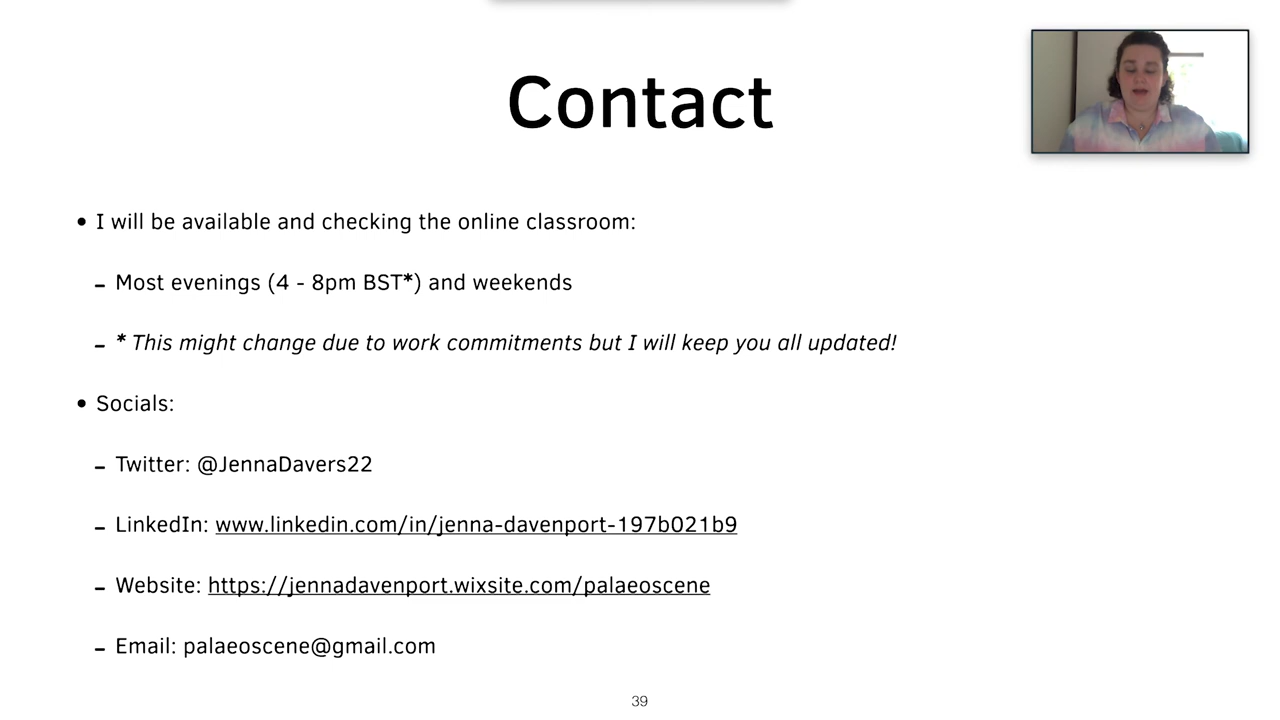 Contact
• I will be available and checking the online classroom:
– Most evenings (4 - 8pm BST*) and weekends
– * This might change due to work commitments but I will keep you all updated!
• Socials:
– Twitter: @JennaDavers22
– LinkedIn: www.linkedin.com/in/jenna-davenport-197b021b9
– Website: https://jennadavenport.wixsite.com/palaeoscene
– Email: palaeoscene@gmail.com
39